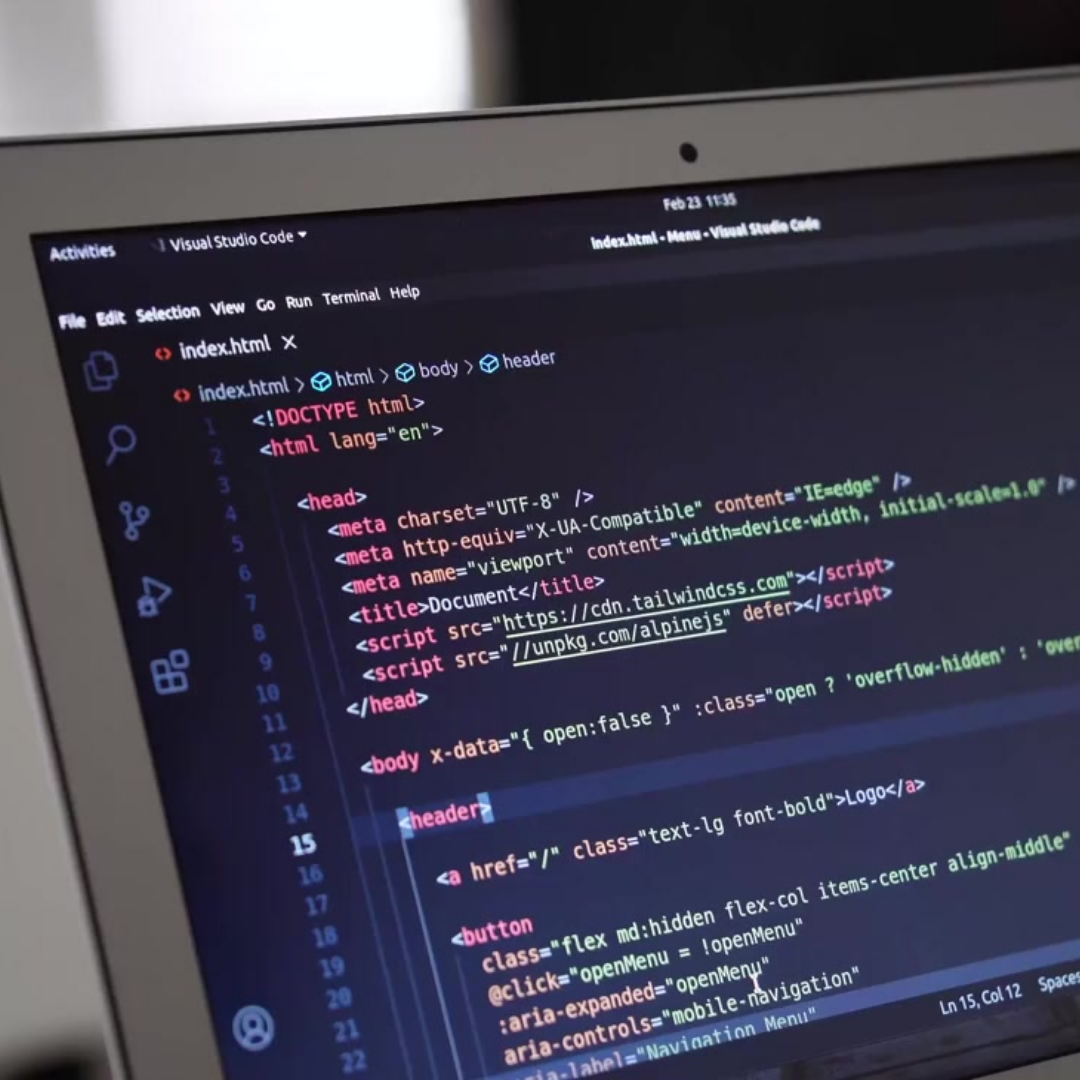 Feb 23 11:35
Activities Visual Studio Code
index.html - Menu - Visual Studio Code
File Edit Selection View Go Run Terminal Help
index.html
index.html > html > body > header
1 <!DOCTYPE html>
2 <html lang="en">
3
4 <head>
5 <meta charset="UTF-8" />
6 <meta http-equiv="X-UA-Compatible" content="IE=edge" />
7 <meta name="viewport" content="width=device-width, initial-scale=1.0" />
8 <title>Document</title>
9 <script src="https://cdn.tailwindcss.com"></script>
10 <script src="//unpkg.com/alpinejs" defer></script>
11 </head>
12
13 <body x-data="{ open:false }" :class="open ? 'overflow-hidden' : 'over
14
15 <header>
16
17 <a href="/" class="text-lg font-bold">Logo</a>
18
19 <button
20 class="flex md:hidden flex-col items-center align-middle"
21 @click="openMenu = !openMenu"
22 :aria-expanded="openMenu"
aria-controls="mobile-navigation"
aria-label="Navigation Menu"
Ln 15, Col 12 Spaces